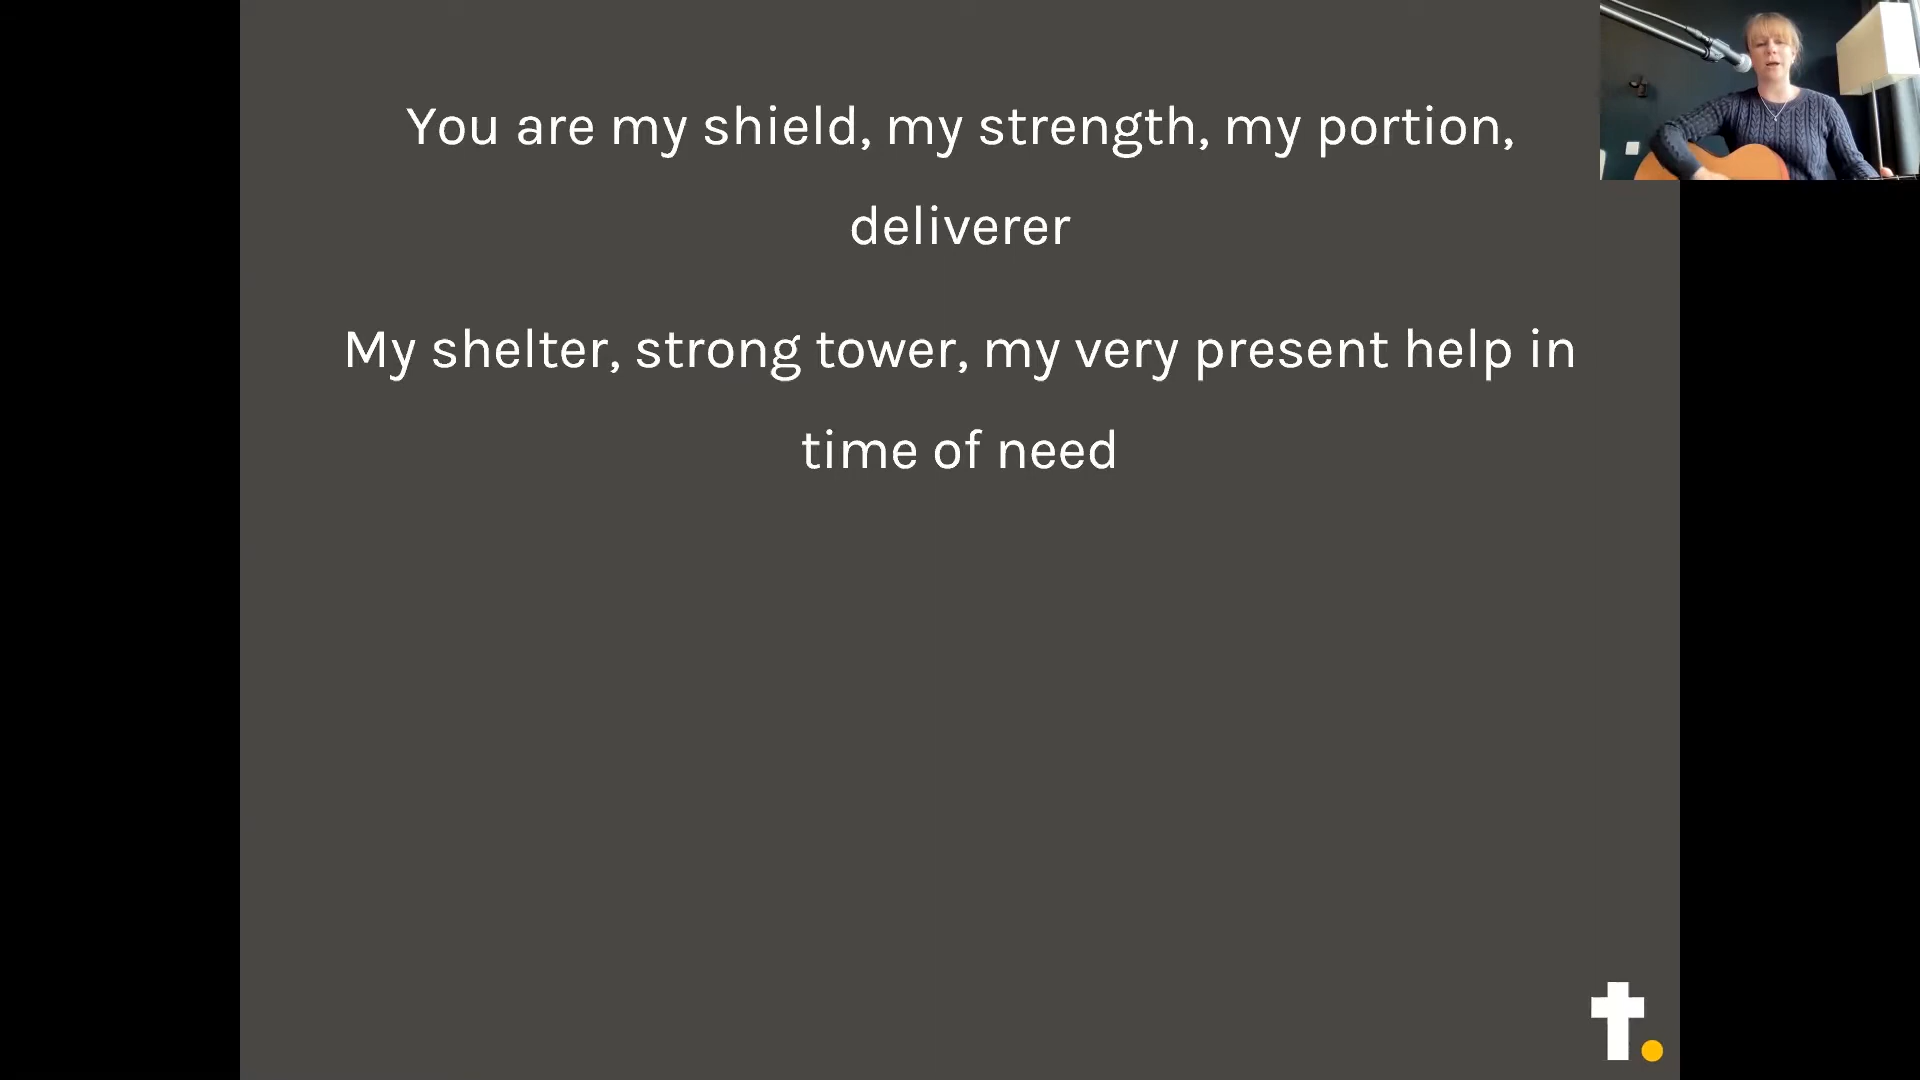 You are my shield, my strength, my portion,
deliverer
My shelter, strong tower, my very present help in
time of need